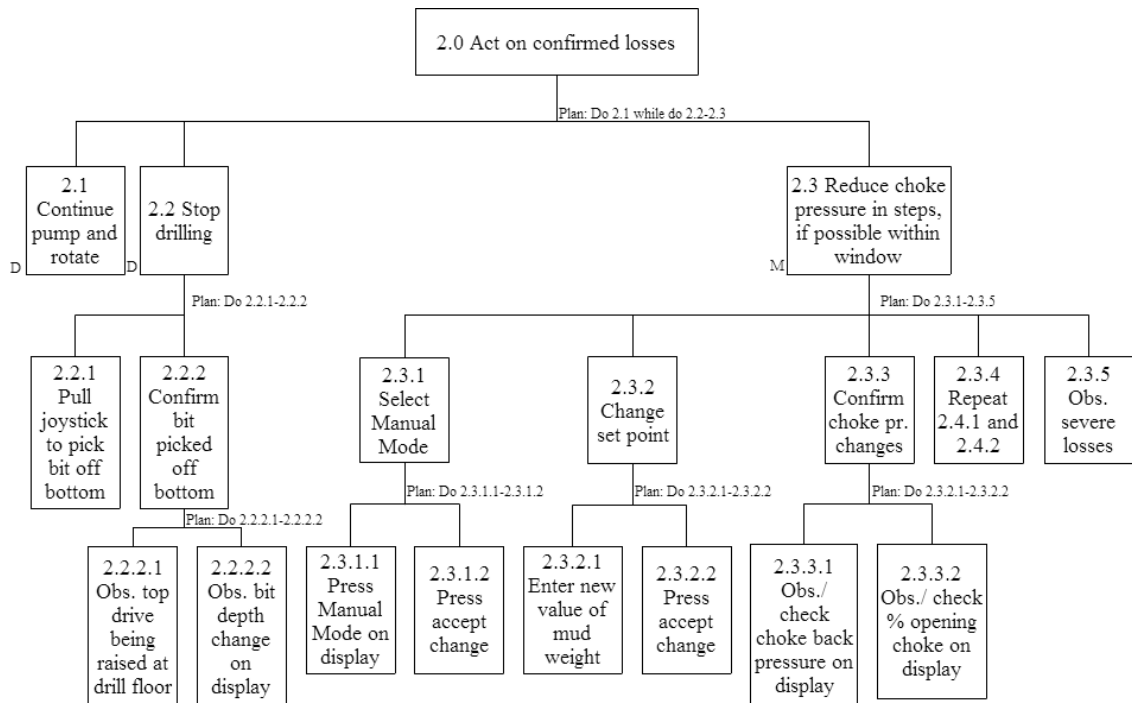 2.0 Act on confirmed losses
Plan: Do 2.1 while do 2.2-2.3
2.1
Continue
pump and
rotate
D
2.2 Stop
drilling
D
2.3 Reduce choke
pressure in steps,
if possible within
window
M
Plan: Do 2.2.1-2.2.2
Plan: Do 2.3.1-2.3.5
2.2.1
Pull
joystick
to pick
bit off
bottom
2.2.2
Confirm
bit
picked
off
bottom
2.3.1
Select
Manual
Mode
2.3.2
Change
set point
2.3.3
Confirm
choke pr.
changes
2.3.4
Repeat
2.4.1 and
2.4.2
2.3.5
Obs.
severe
losses
Plan: Do 2.2.2.1-2.2.2.2
Plan: Do 2.3.1.1-2.3.1.2
Plan: Do 2.3.2.1-2.3.2.2
Plan: Do 2.3.2.1-2.3.2.2
2.2.2.1
Obs. top
drive
being
raised at
drill floor
2.2.2.2
Obs. bit
depth
change
on
display
2.3.1.1
Press
Manual
Mode on
display
2.3.1.2
Press
accept
change
2.3.2.1
Enter new
value of
mud
weight
2.3.2.2
Press
accept
change
2.3.3.1
Obs./
check
choke back
pressure on
display
2.3.3.2
Obs./ check
% opening
choke on
display